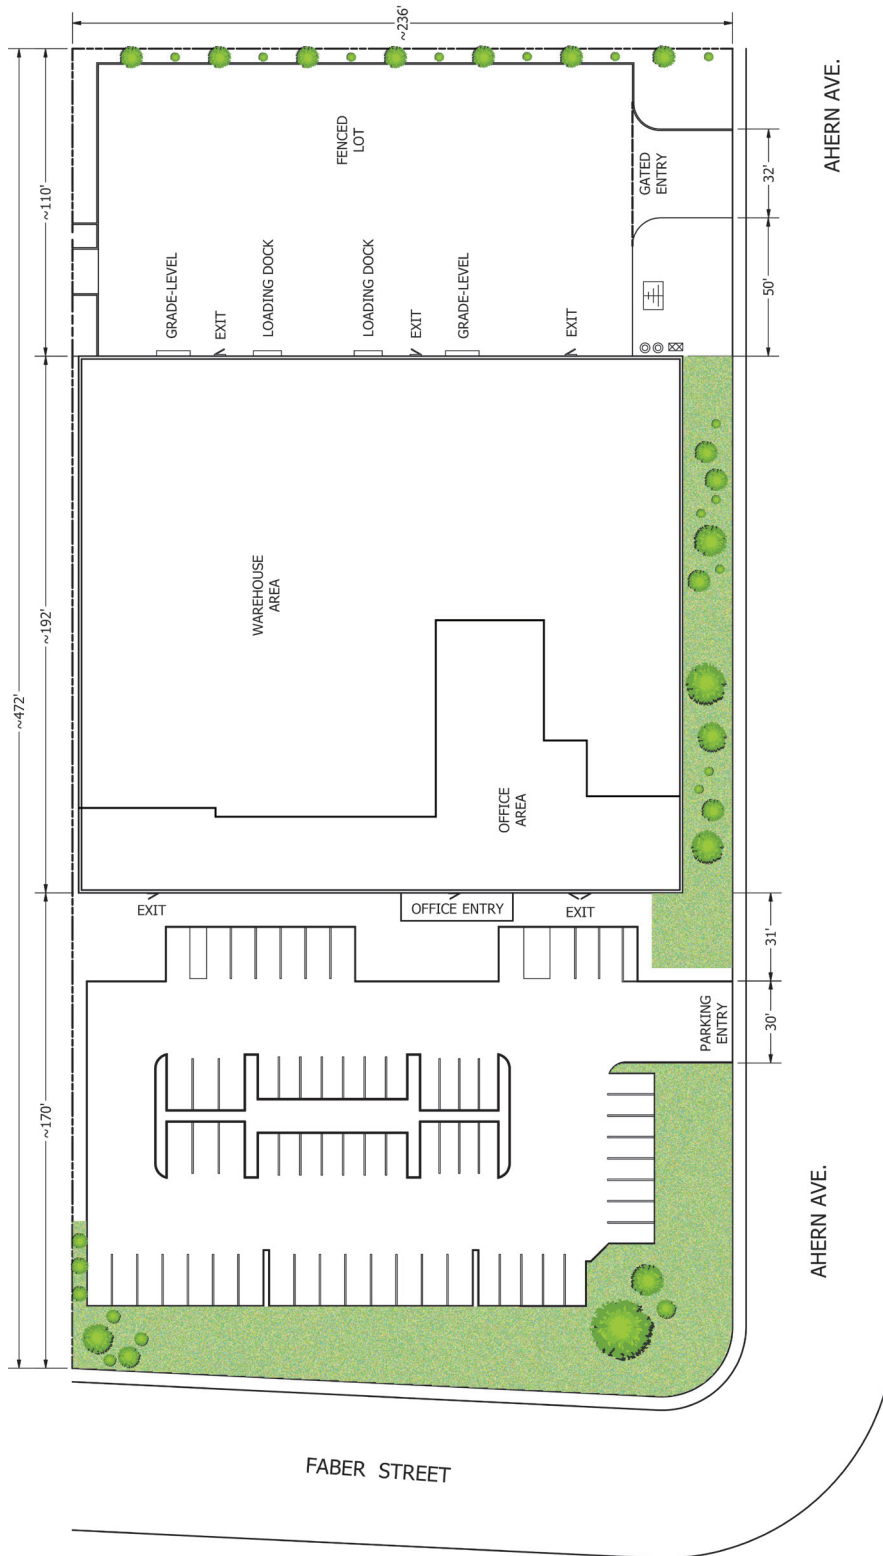 ~236'
AHERN AVE.
FENCED
LOT
GATED
ENTRY
32'
~110'
50'
GRADE-LEVEL
EXIT
LOADING DOCK
LOADING DOCK
EXIT
GRADE-LEVEL
EXIT
WAREHOUSE
AREA
~192'
~472'
OFFICE
AREA
EXIT
OFFICE ENTRY
EXIT
31'
PARKING
ENTRY
30'
~170'
AHERN AVE.
FABER STREET